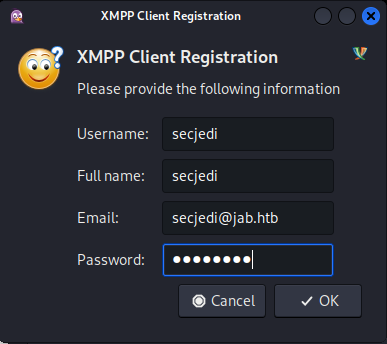 XMPP Client Registration
XMPP Client Registration
Please provide the following information
Username: secjedi
Full name: secjedi
Email: secjedi@jab.htb
Password: ●●●●●●●●
Cancel OK